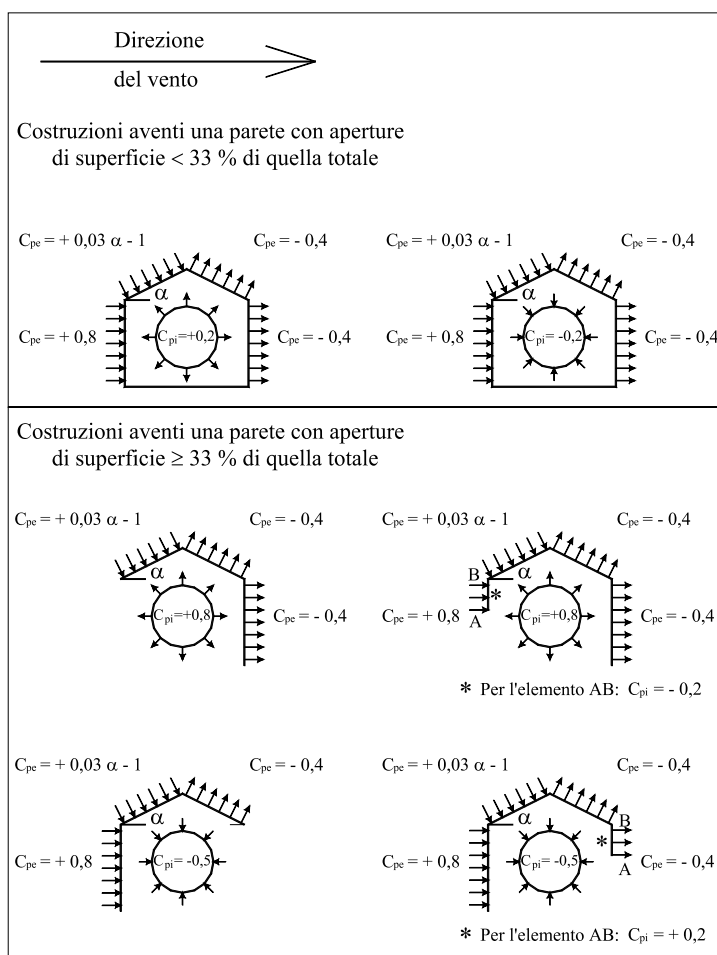 Direzione
del vento
Costruzioni aventi una parete con aperture
di superficie < 33 % di quella totale
Cpe = + 0,03 α - 1
Cpe = - 0,4
Cpe = + 0,03 α - 1
Cpe = - 0,4
α
α
Cpe = + 0,8
Cpi=+0,2
Cpe = - 0,4
Cpe = + 0,8
Cpi= -0,2
Cpe = - 0,4
Costruzioni aventi una parete con aperture
di superficie ≥ 33 % di quella totale
Cpe = + 0,03 α - 1
Cpe = - 0,4
Cpe = + 0,03 α - 1
Cpe = - 0,4
α
B
α
*
Cpi=+0,8
Cpe = - 0,4
Cpe = + 0,8
A
Cpi=+0,8
Cpe = - 0,4
* Per l'elemento AB: Cpi = - 0,2
Cpe = + 0,03 α - 1
Cpe = - 0,4
Cpe = + 0,03 α - 1
Cpe = - 0,4
α
α
B
*
Cpe = + 0,8
Cpi= -0,5
Cpe = + 0,8
Cpi= -0,5
A
Cpe = - 0,4
* Per l'elemento AB: Cpi = + 0,2